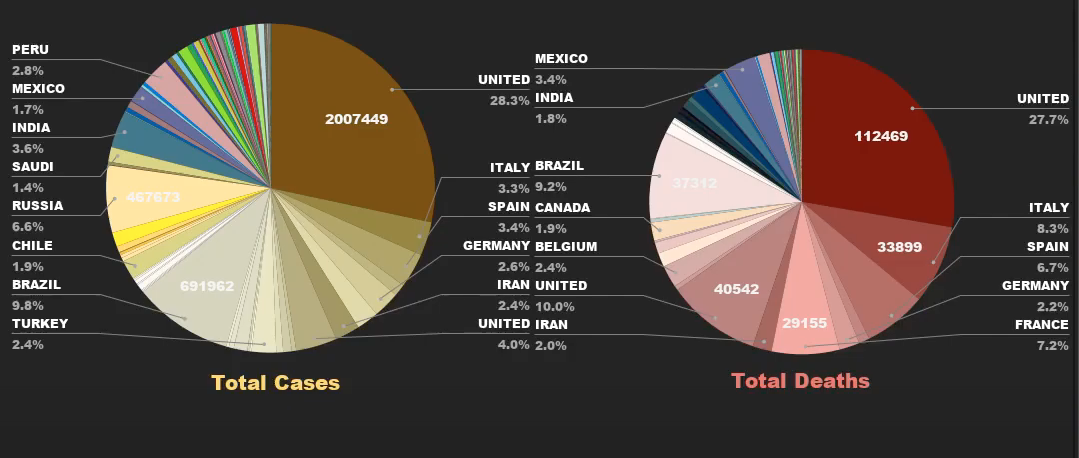 PERU
2.8%
MEXICO
1.7%
INDIA
3.6%
SAUDI
1.4%
RUSSIA
6.6%
CHILE
1.9%
BRAZIL
9.8%
TURKEY
2.4%
2007449
467673
691962
UNITED
28.3%
ITALY
3.3%
SPAIN
3.4%
GERMANY
2.6%
IRAN
2.4%
UNITED
4.0%
Total Cases
MEXICO
3.4%
INDIA
1.8%
BRAZIL
9.2%
CANADA
1.9%
BELGIUM
2.4%
UNITED
10.0%
IRAN
2.0%
112469
37312
33899
40542
29155
UNITED
27.7%
ITALY
8.3%
SPAIN
6.7%
GERMANY
2.2%
FRANCE
7.2%
Total Deaths